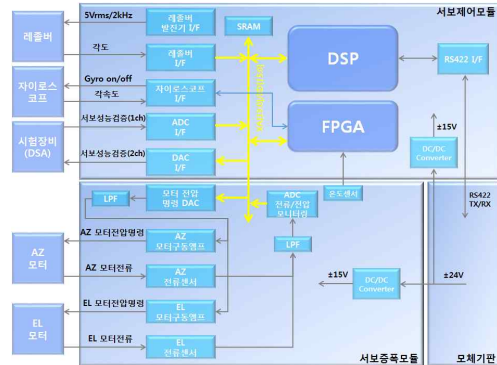 서보제어모듈
레졸버
5Vrms/2kHz
레졸버
발진기 I/F
SRAM
각도
레졸버
I/F
DSP
RS422 I/F
자이로스
코프
Gyro on/off
각속도
자이로스코프
I/F
FPGA
±15V
시험장비
(DSA)
서보성능검증(1ch)
ADC
I/F
서보성능검증(2ch)
DAC
I/F
DC/DC
Converter
온도센서
RS422
TX/RX
LPF
모터 전압
명령 DAC
ADC
전류/전압
모니터링
AZ
모터
AZ 모터전압명령
AZ
모터구동앰프
LPF
AZ 모터전류
AZ
전류센서
±15V
DC/DC
Converter
±24V
EL
모터
EL 모터전압명령
EL
모터구동앰프
EL 모터전류
EL
전류센서
서보증폭모듈
모체기판